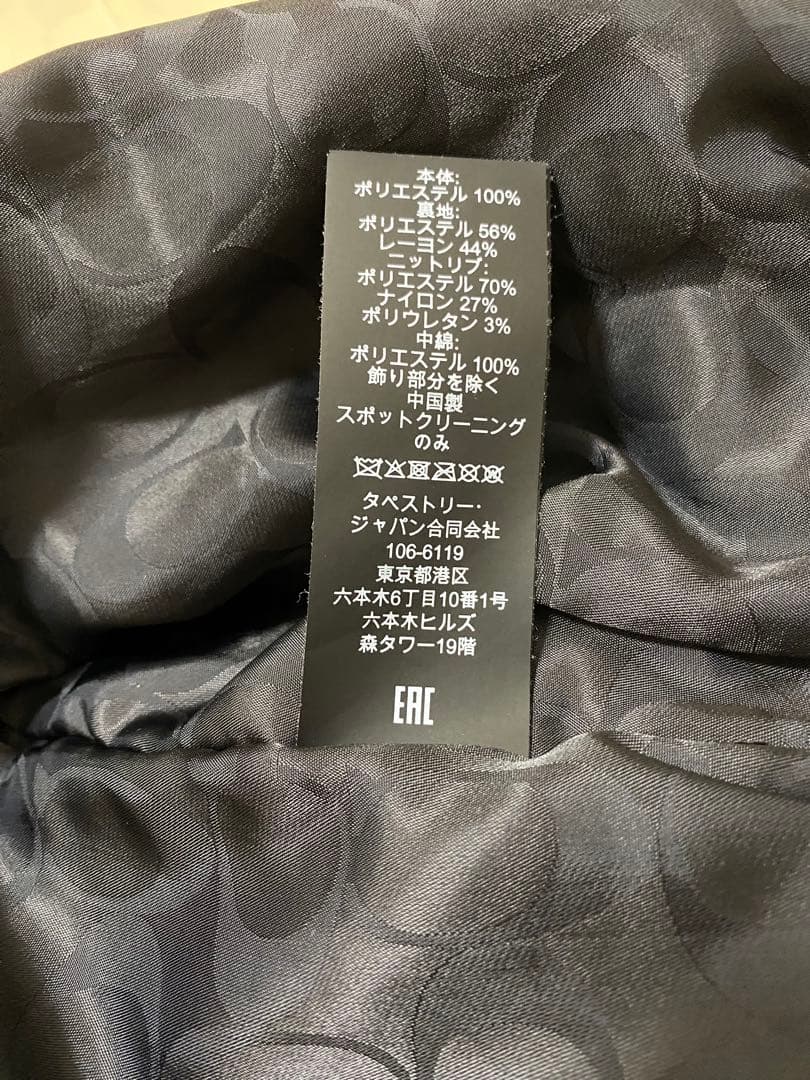 本体:
ポリエステル 100%
裏地:
ポリエステル 56%
レーヨン 44%
ニットリブ:
ポリエステル 70%
ナイロン 27%
ポリウレタン 3%
中綿:
ポリエステル 100%
飾り部分を除く
中国製
スポットクリーニング
のみ
タペストリー・
ジャパン合同会社
106-6119
東京都港区
六本木6丁目10番1号
六本木ヒルズ
森タワー19階
EAC